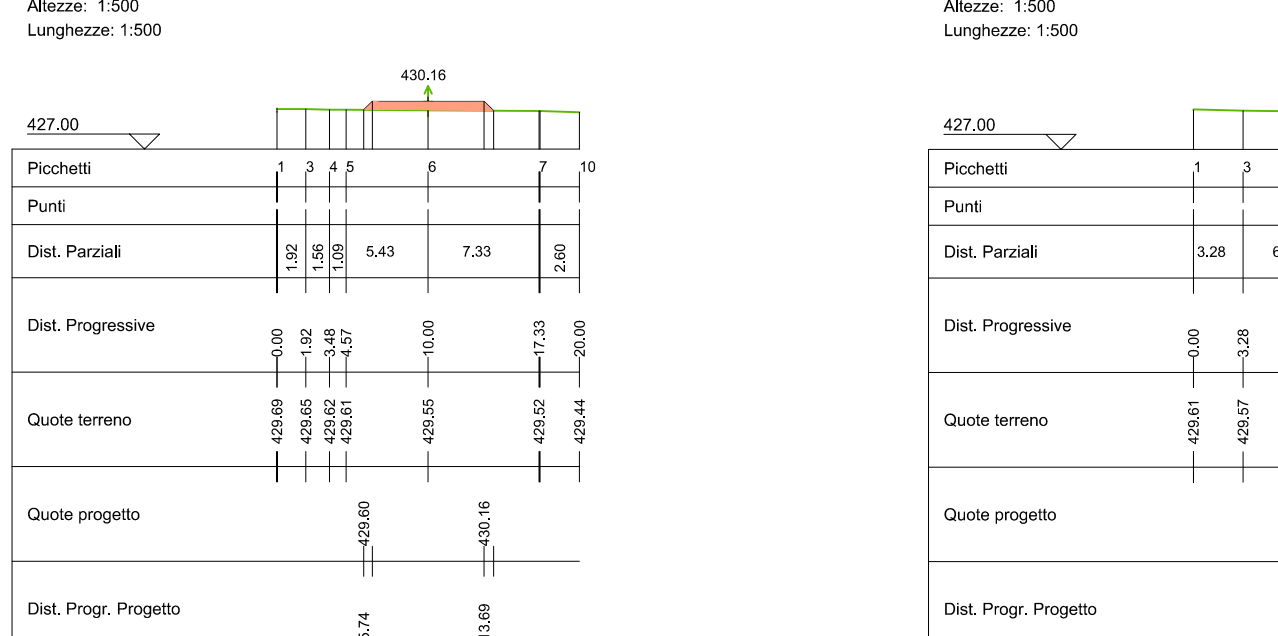 Altezze: 1:500
Lunghezze: 1:500
430.16
427.00
Picchetti 1 3 4 5 6 7 10
Punti
Dist. Parziali 1.92 1.56 1.09 5.43 7.33 2.60
Dist. Progressive 0.00 1.92 3.48 4.57 10.00 17.33 20.00
Quote terreno 429.69 429.65 429.62 429.61 429.55 429.52 429.44
Quote progetto 429.60 430.16
Dist. Progr. Progetto 13.69
Altezze: 1:500
Lunghezze: 1:500
427.00
Picchetti 1 3
Punti
Dist. Parziali 3.28
Dist. Progressive 0.00 3.28
Quote terreno 429.61 429.57
Quote progetto
Dist. Progr. Progetto